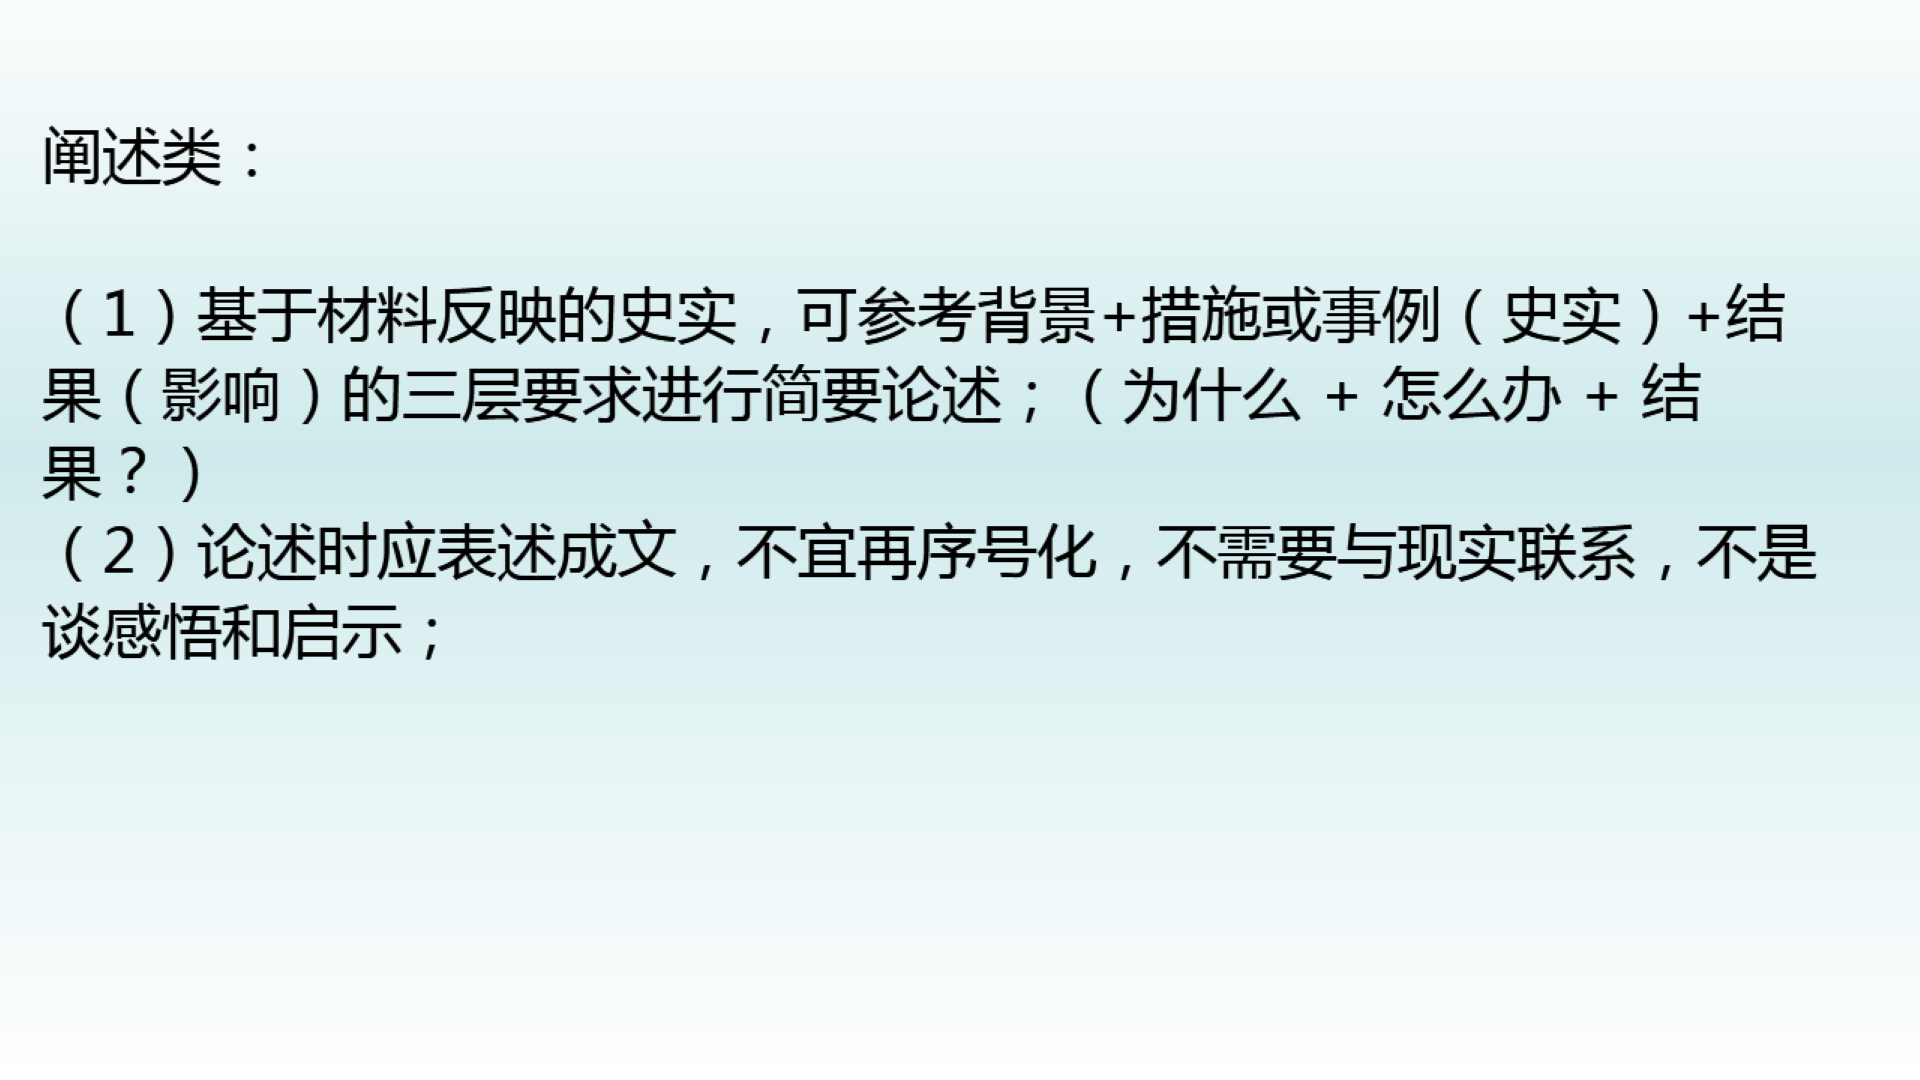 阐述类：
（1）基于材料反映的史实，可参考背景+措施或事例（史实）+结
果（影响）的三层要求进行简要论述；（为什么 + 怎么办 + 结
果？）
（2）论述时应表述成文，不宜再序号化，不需要与现实联系，不是
谈感悟和启示；